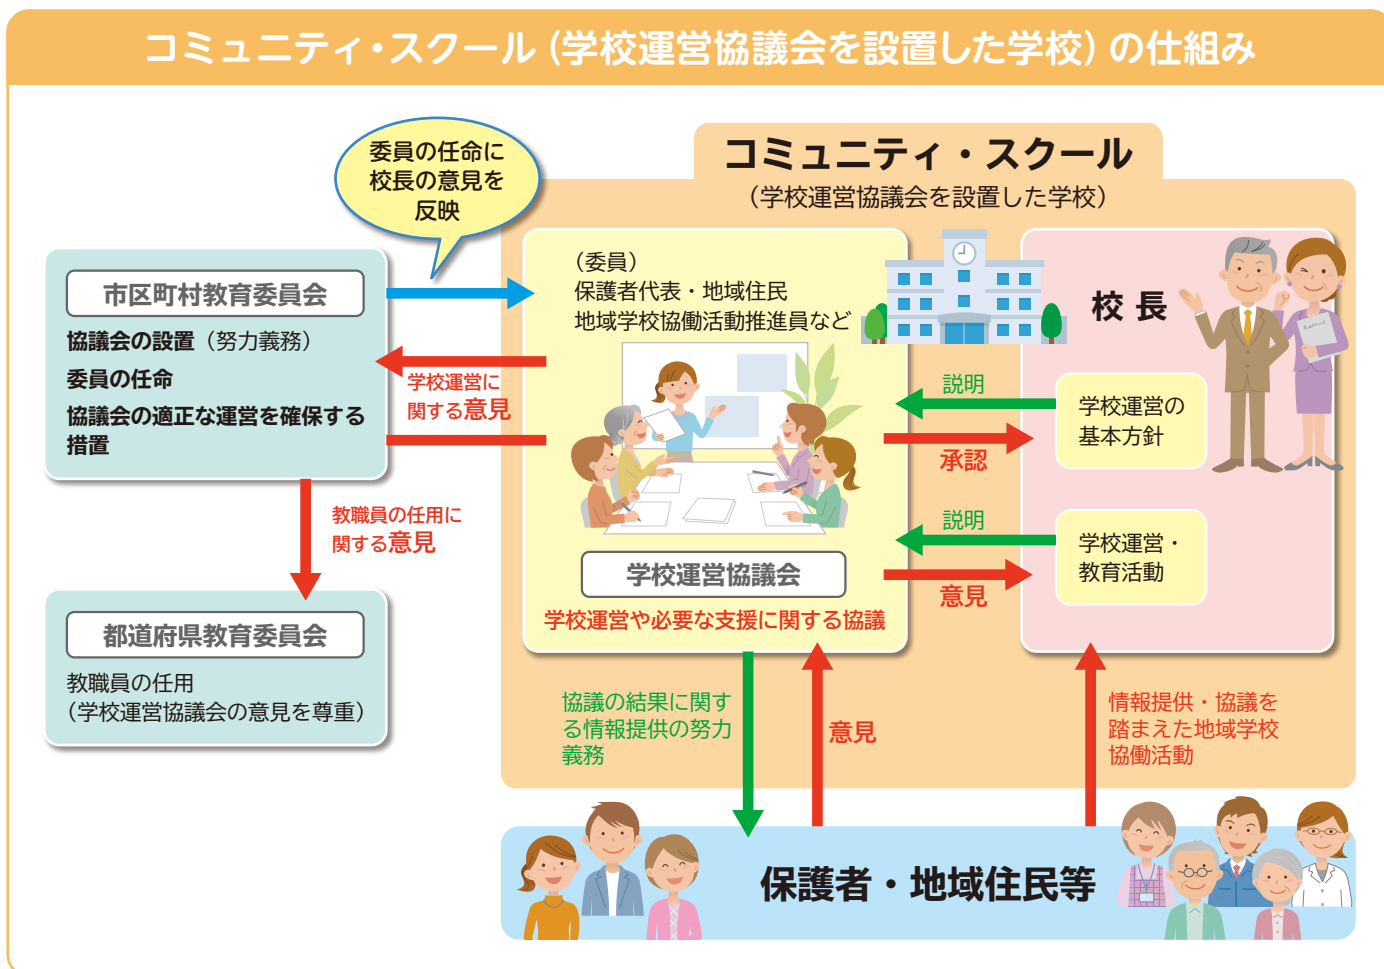 コミュニティ・スクール（学校運営協議会を設置した学校）の仕組み
委員の任命に
校長の意見を
反映
コミュニティ・スクール
（学校運営協議会を設置した学校）
市区町村教育委員会
協議会の設置（努力義務）
委員の任命
協議会の適正な運営を確保する
措置
学校運営に
関する意見
教職員の任用に
関する意見
都道府県教育委員会
教職員の任用
（学校運営協議会の意見を尊重）
（委員）
保護者代表・地域住民
地域学校協働活動推進員など
学校運営協議会
学校運営や必要な支援に関する協議
校長
説明
承認
学校運営の
基本方針
説明
意見
学校運営・
教育活動
協議の結果に関す
る情報提供の努力
義務
意見
情報提供・協議を
踏まえた地域学校
協働活動
保護者・地域住民等